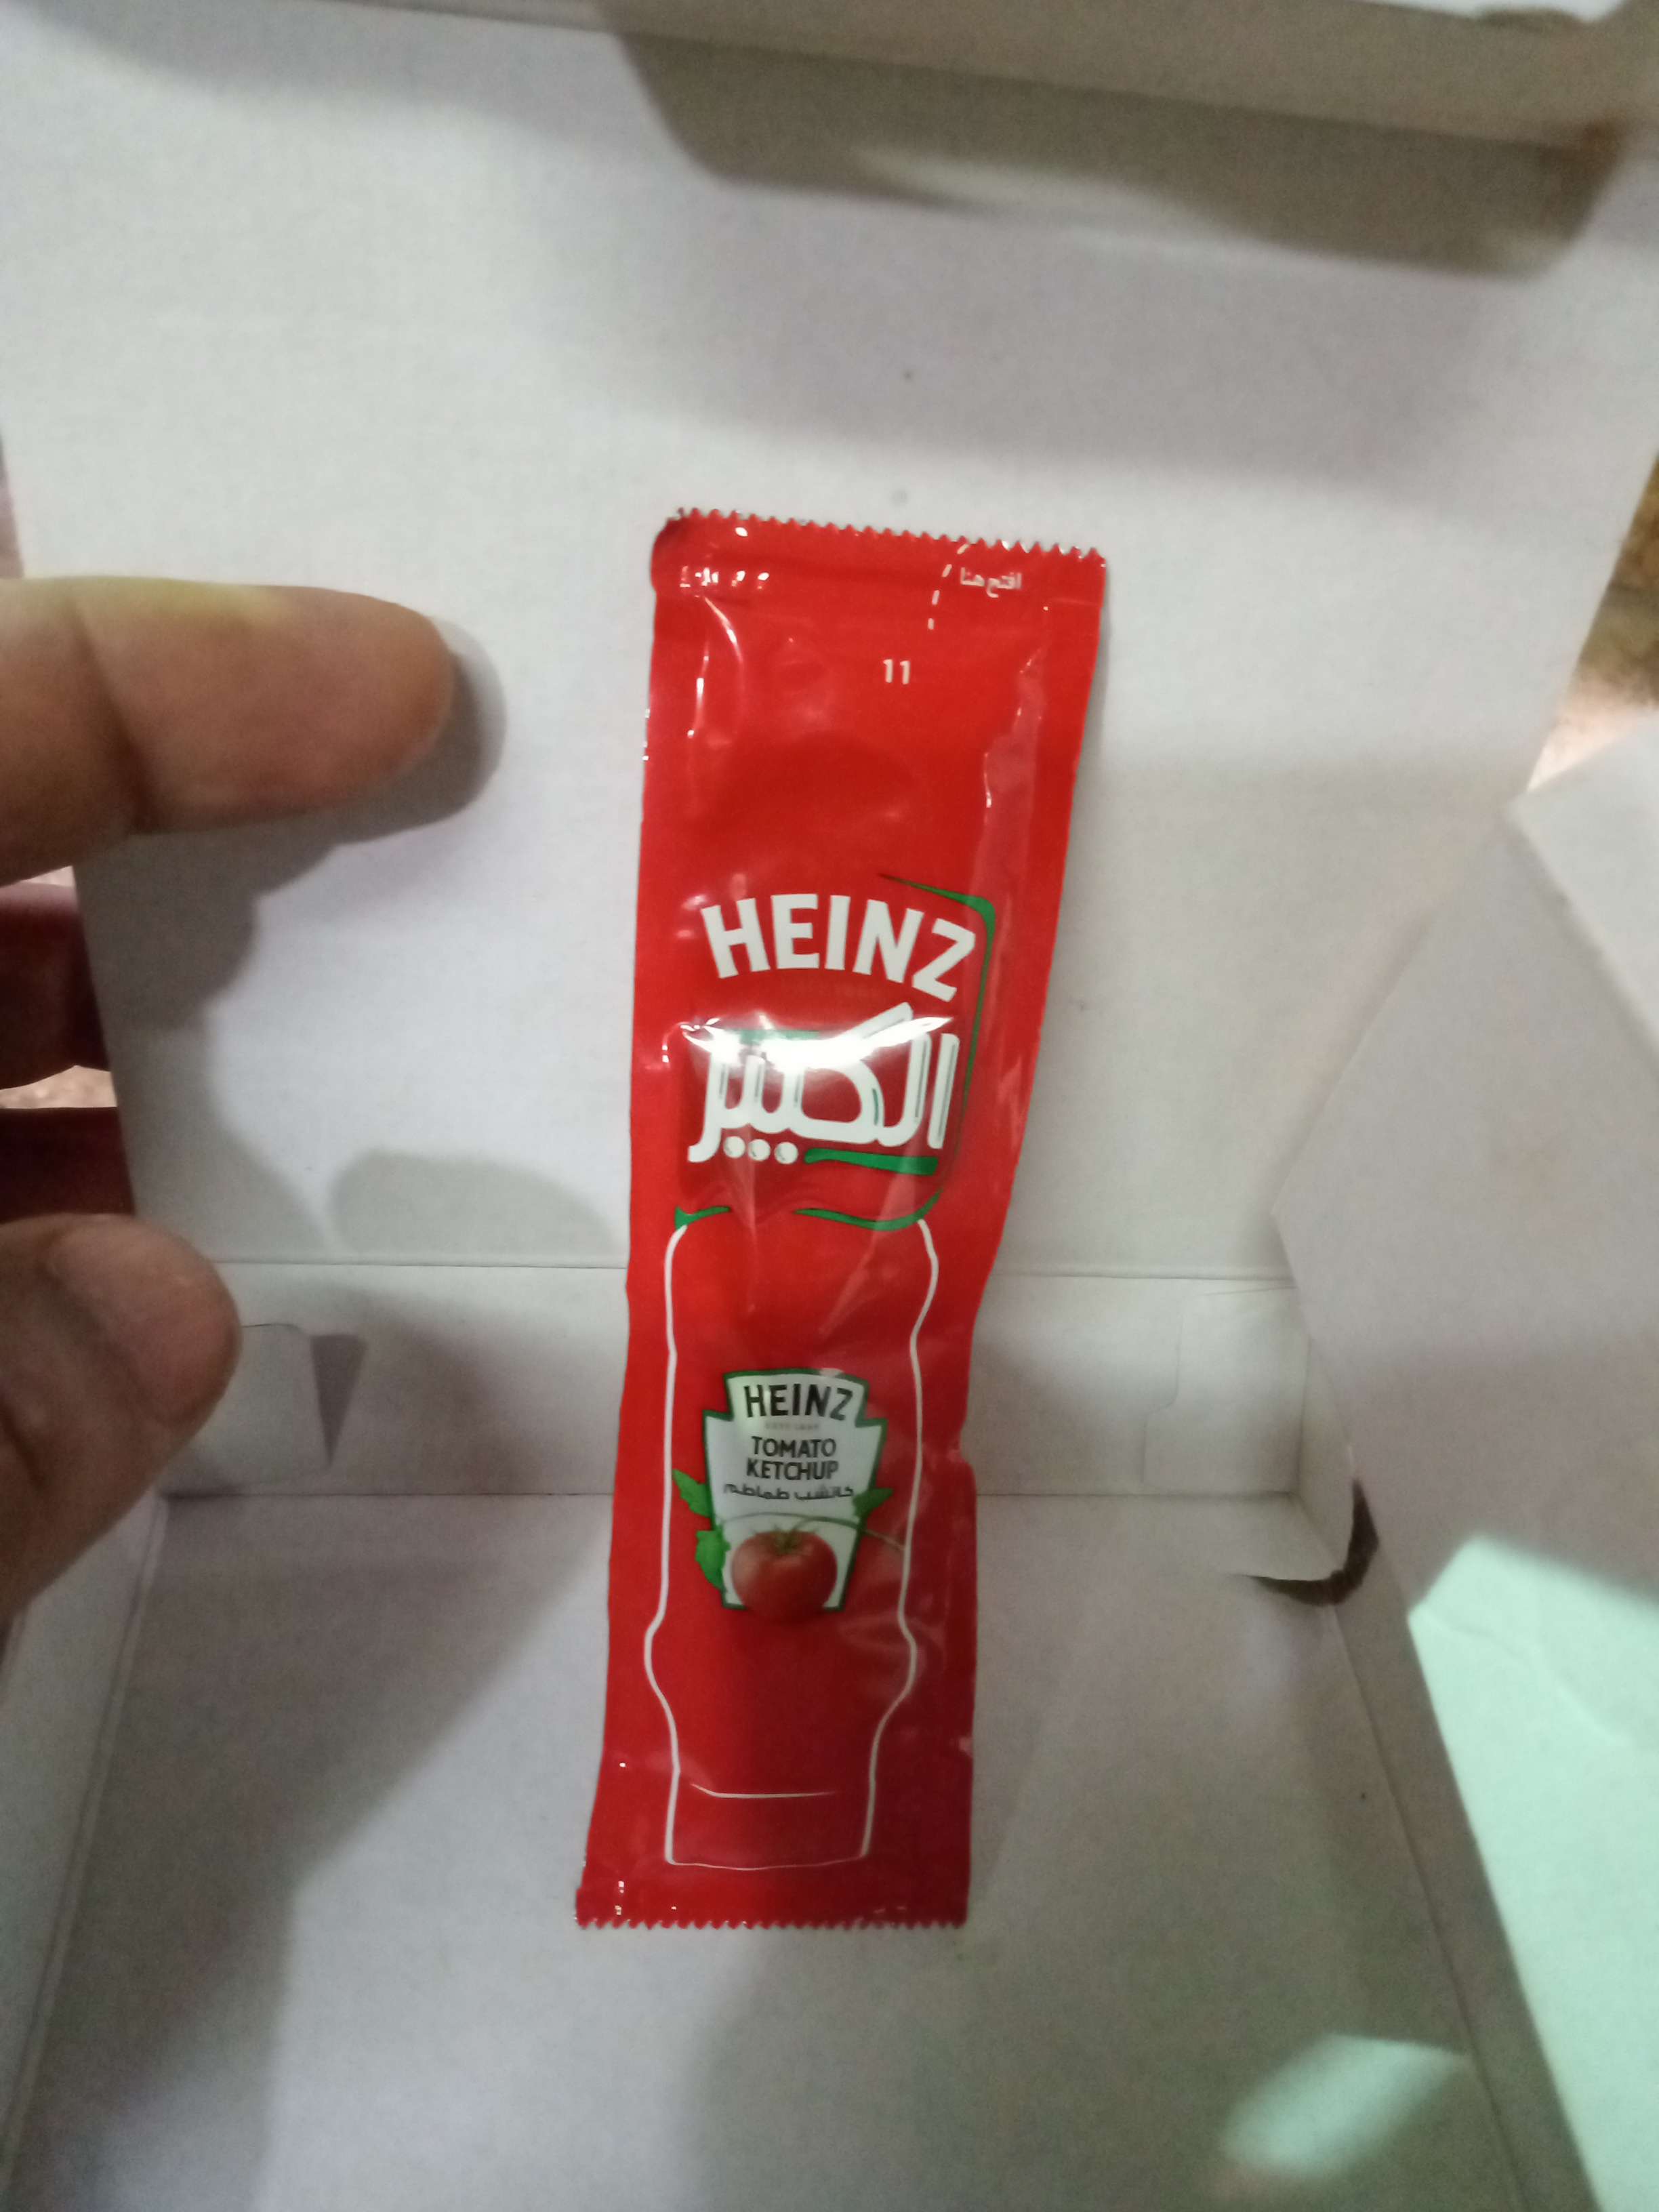 افتح هنا
11
HEINZ
الكبير
HEINZ
TOMATO
KETCHUP
كاتشب طماطم